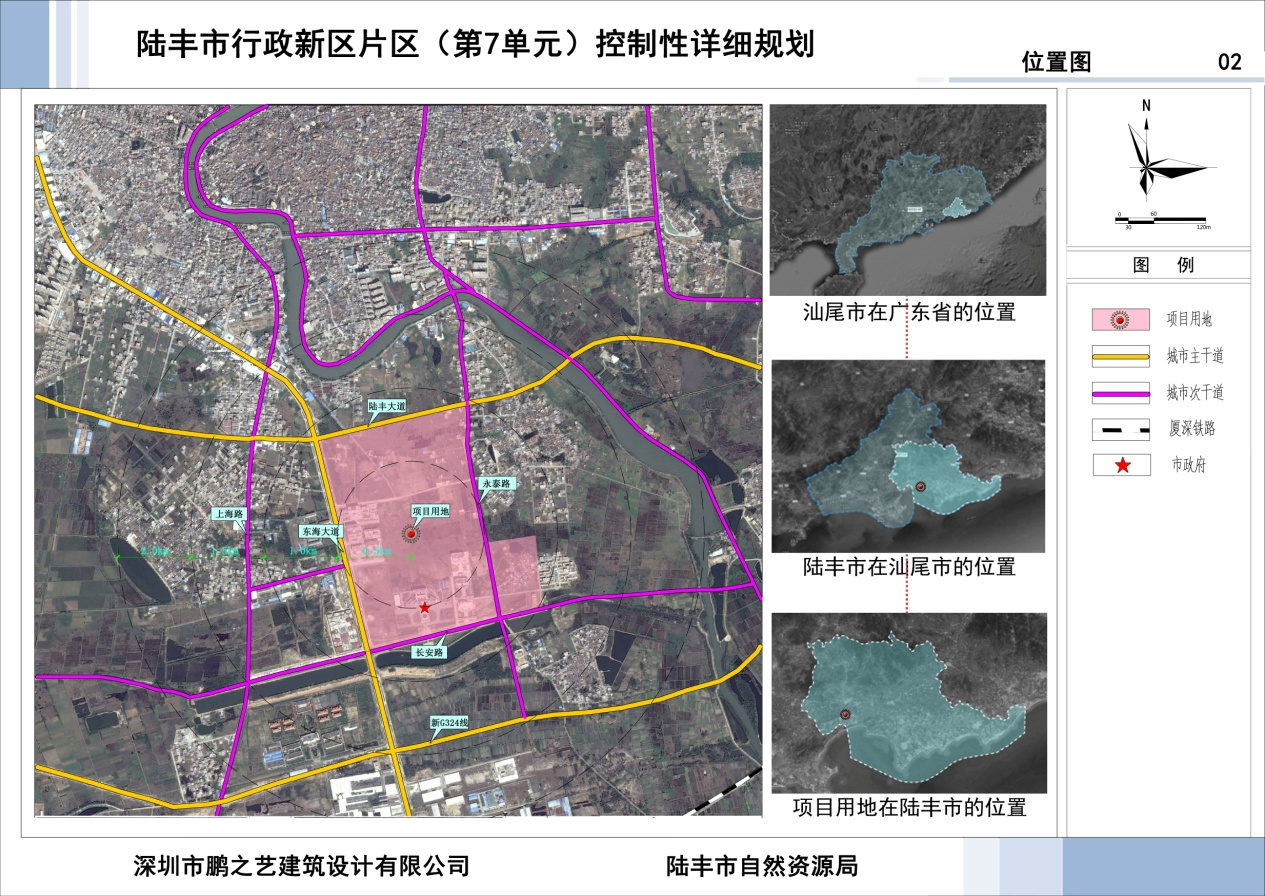 陆丰市行政新区片区（第7单元）控制性详细规划
位置图 02
N
0 60
30 120m
图 例
项目用地
城市主干道
城市次干道
厦深铁路
市政府
汕尾市在广东省的位置
陆丰市在汕尾市的位置
项目用地在陆丰市的位置
陆丰大道
永泰路
上海路
项目用地
东海大道
2.0km
1.0km
长安路
新G324线
深圳市鹏之艺建筑设计有限公司
陆丰市自然资源局